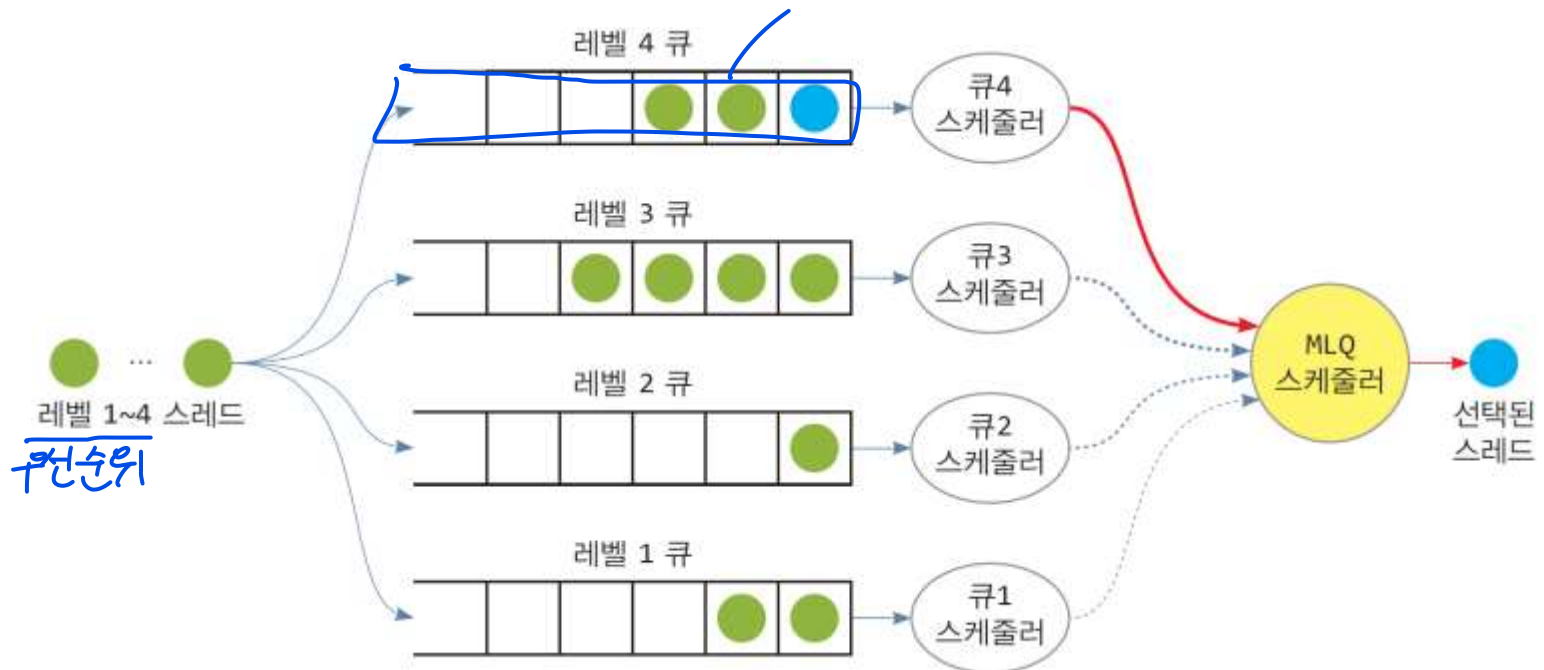 레벨 4 큐
큐4
스케줄러
레벨 3 큐
큐3
스케줄러
MLQ
스케줄러
...
레벨 1~4 스레드
우선순위
선택된
스레드
레벨 2 큐
큐2
스케줄러
레벨 1 큐
큐1
스케줄러